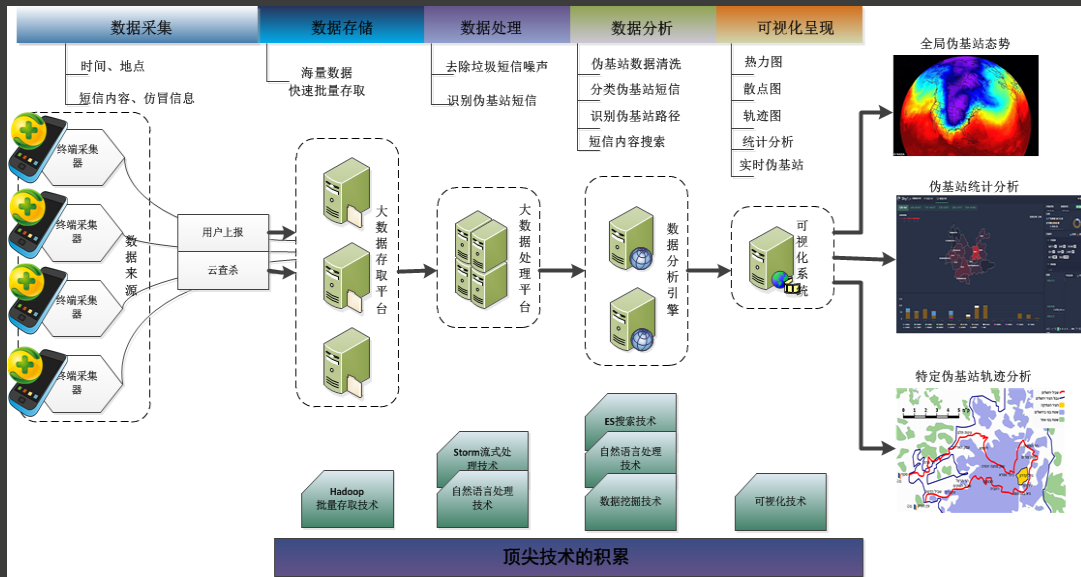 数据采集
数据存储
数据处理
数据分析
可视化呈现
时间、地点
短信内容、仿冒信息
海量数据
快速批量存取
去除垃圾短信噪声
识别伪基站短信
伪基站数据清洗
分类伪基站短信
识别伪基站路径
短信内容搜索
热力图
散点图
轨迹图
统计分析
实时伪基站
终端采集
器
终端采集
器
终端采集
器
终端采集
器
数据来源
用户上报
云查杀
大数据存取平台
大数据处理平台
数据分析引擎
可视化系统
全局伪基站态势
伪基站统计分析
特定伪基站轨迹分析
0 1 2 3 4 5
Hadoop
批量存取技术
Storm流式处
理技术
自然语言处理
技术
ES搜索技术
自然语言处理
技术
数据挖掘技术
可视化技术
顶尖技术的积累